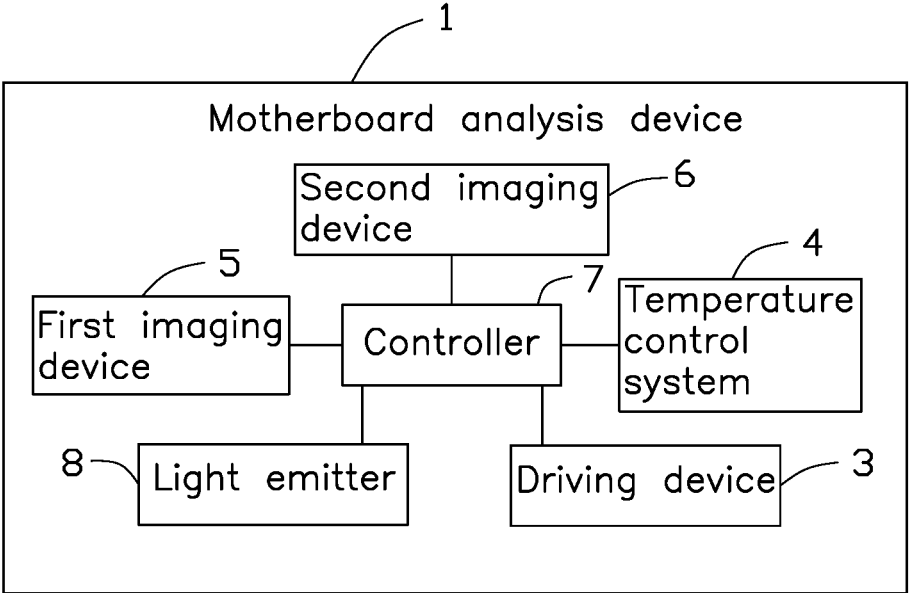 1
Motherboard analysis device
Second imaging
device
6
5
First imaging
device
7
Controller
4
Temperature
control
system
8
Light emitter
Driving device
3